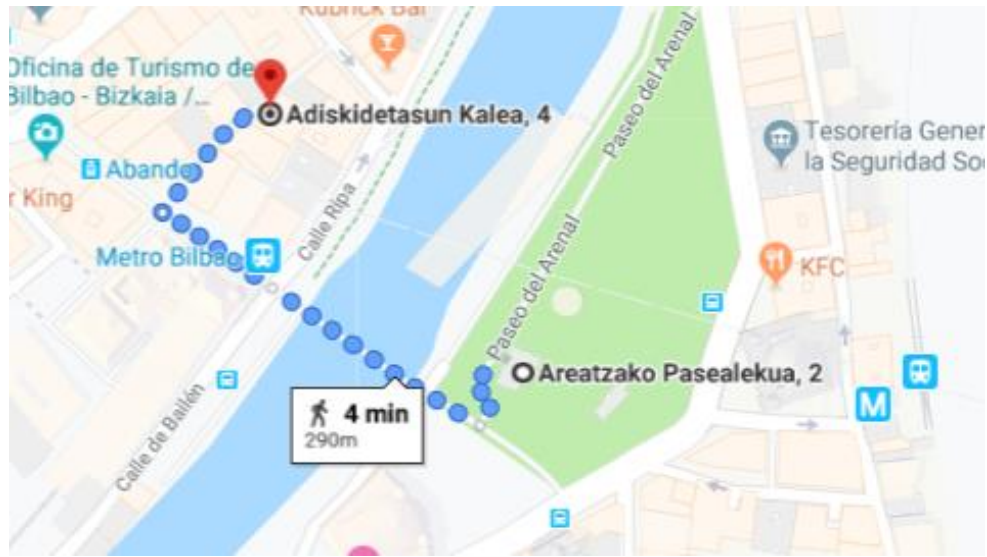 Kubrick Bar
Oficina de Turismo de
Bilbao - Bizkaia /...
Adiskidetasun Kalea, 4
Abando
r King
Metro Bilbao
Calle Ripa
Paseo del Arenal
Tesorería Gener
la Seguridad Soc
KFC
Paseo del Arenal
Areatzako Pasealekua, 2
4 min
290m
Calle de Bailén
M